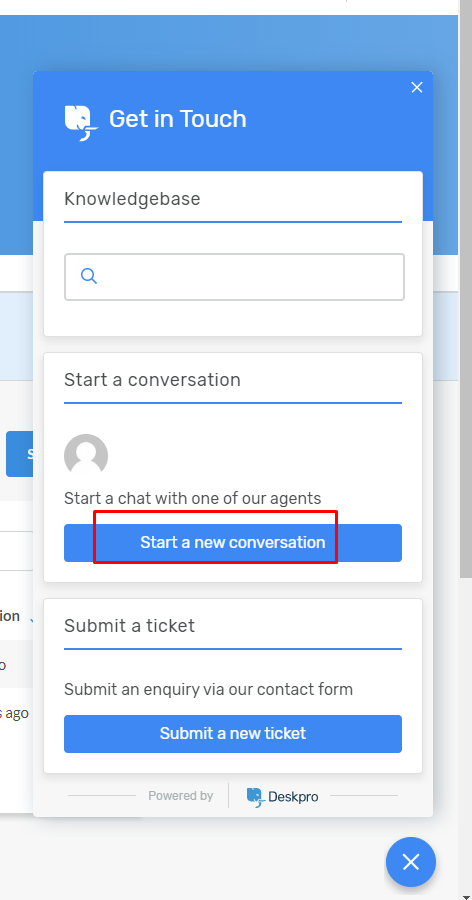 Get in Touch
Knowledgebase
Start a conversation
S
Start a chat with one of our agents
Start a new conversation
Submit a ticket
ion
o
Submit an enquiry via our contact form
s ago
Submit a new ticket
Powered by Deskpro